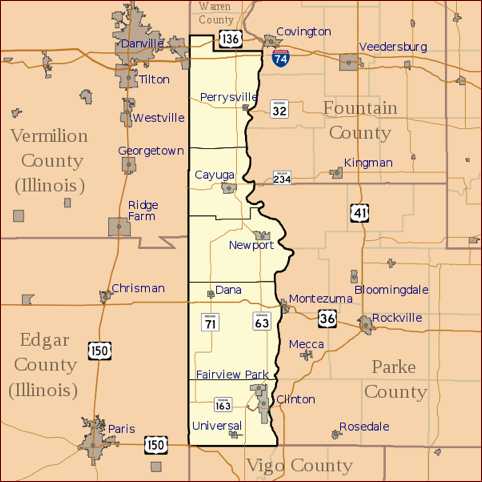 Warren
County
136
Covington
Danville
74
Veedersburg
Tilton
Perrysville
32
Fountain
County
Westville
Vermilion
County
(Illinois)
Georgetown
Kingman
Cayuga
234
Ridge
Farm
41
Newport
Chrisman
Dana
Bloomingdale
Montezuma
36
Rockville
71
63
Edgar
County
(Illinois)
150
Mecca
Parke
County
Fairview Park
163
Clinton
Paris
150
Universal
Rosedale
Vigo County